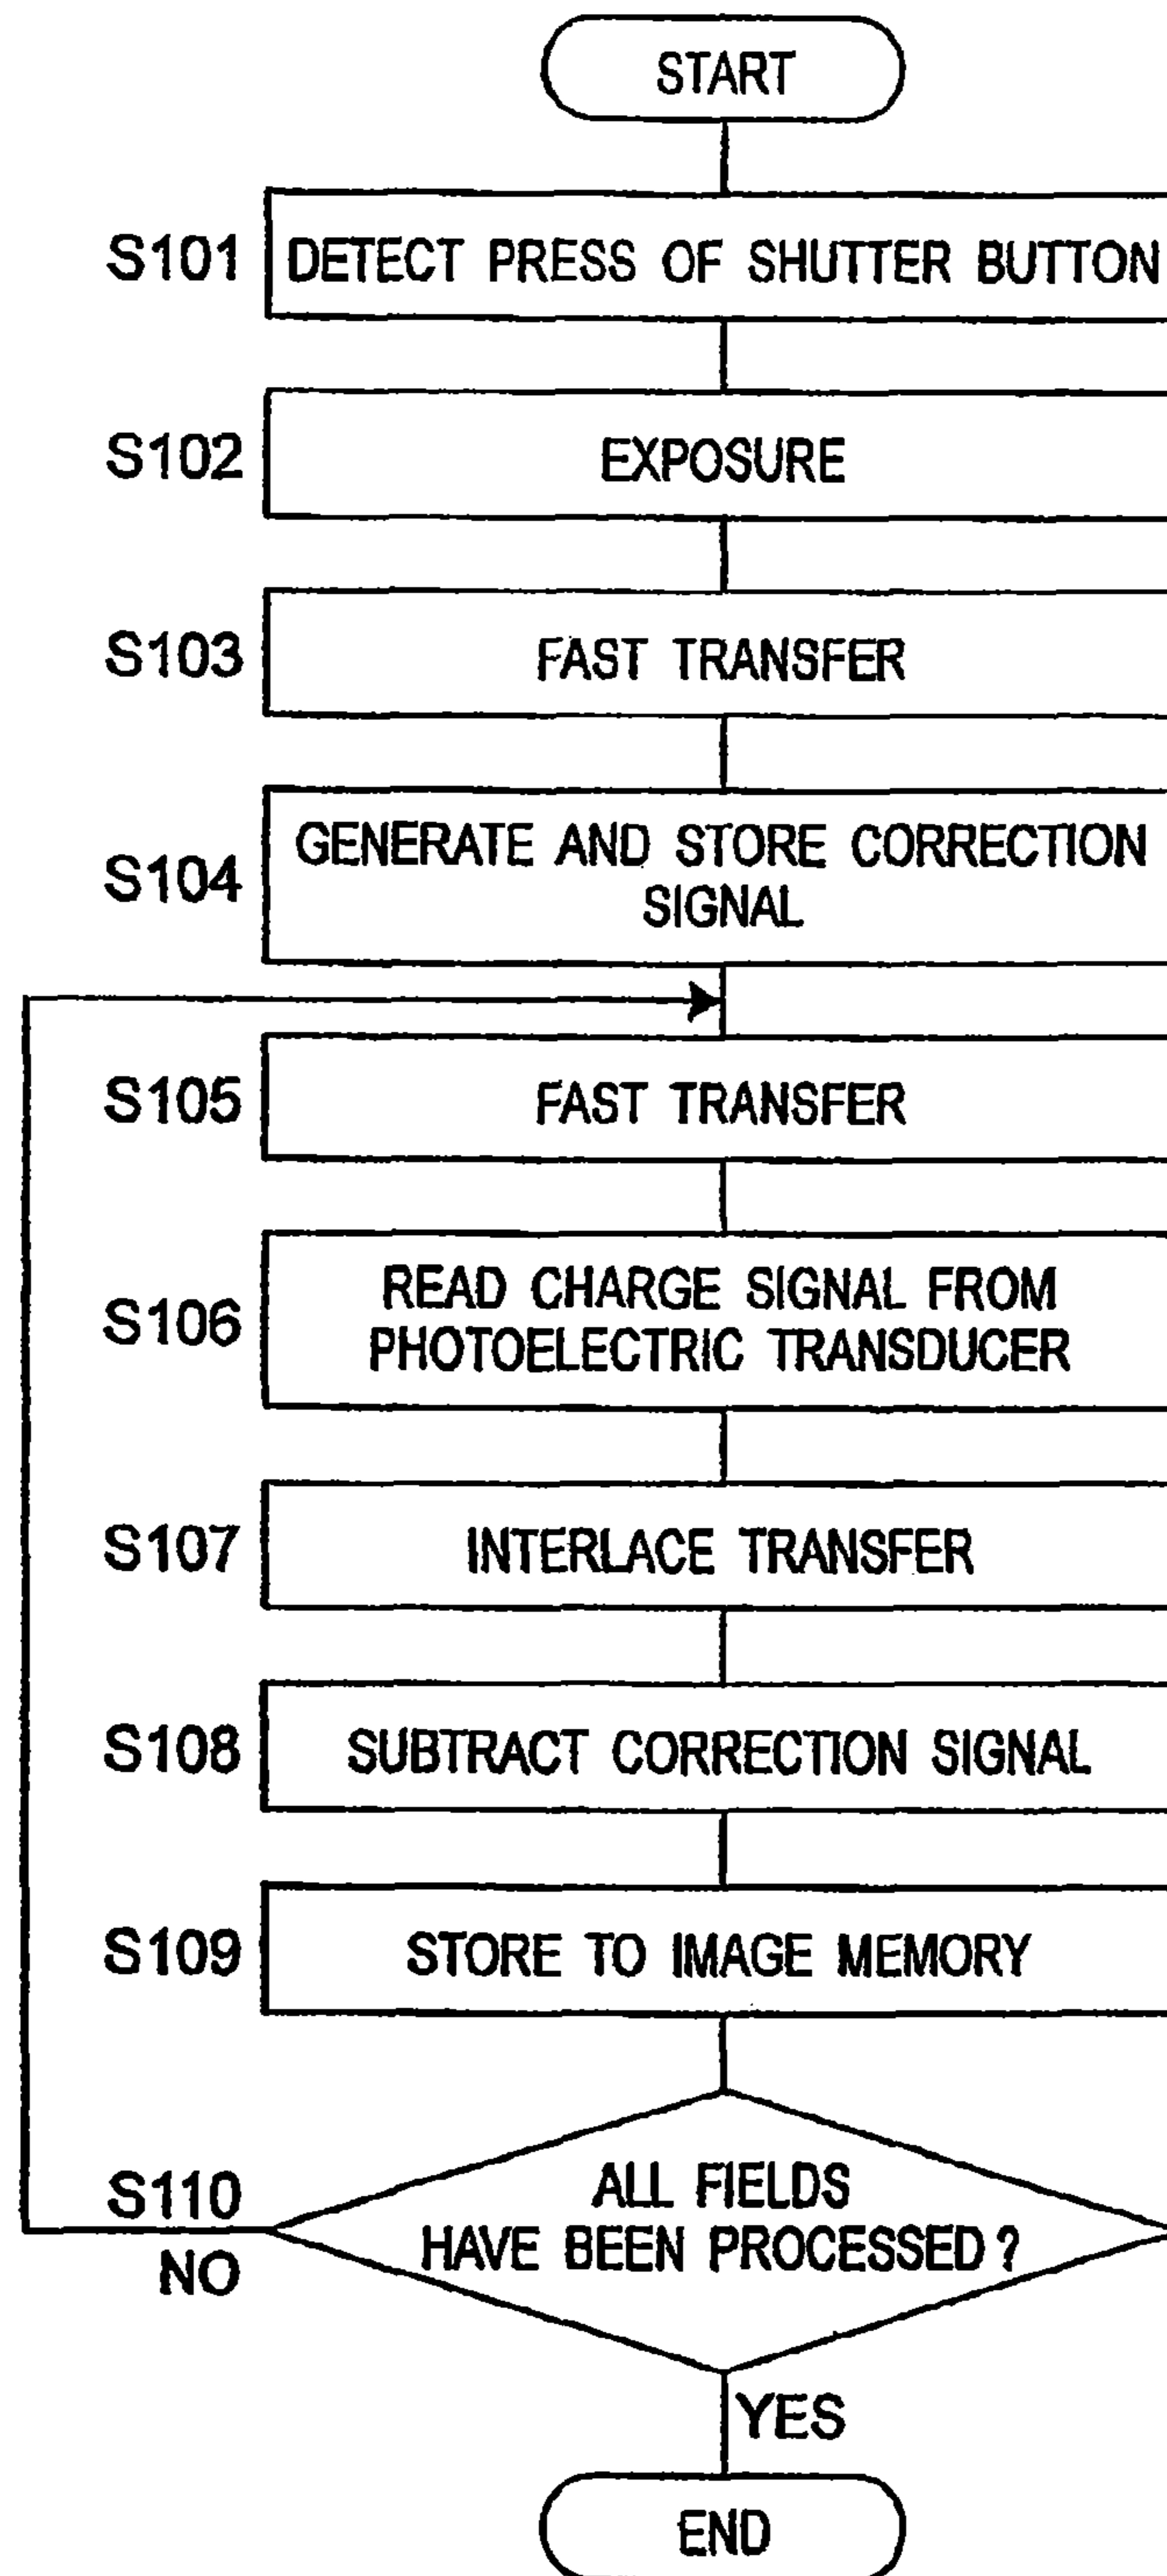 START
S101 DETECT PRESS OF SHUTTER BUTTON
S102 EXPOSURE
S103 FAST TRANSFER
S104 GENERATE AND STORE CORRECTION
SIGNAL
S105 FAST TRANSFER
S106 READ CHARGE SIGNAL FROM
PHOTOELECTRIC TRANSDUCER
S107 INTERLACE TRANSFER
S108 SUBTRACT CORRECTION SIGNAL
S109 STORE TO IMAGE MEMORY
S110 ALL FIELDS
HAVE BEEN PROCESSED?
NO
YES
END